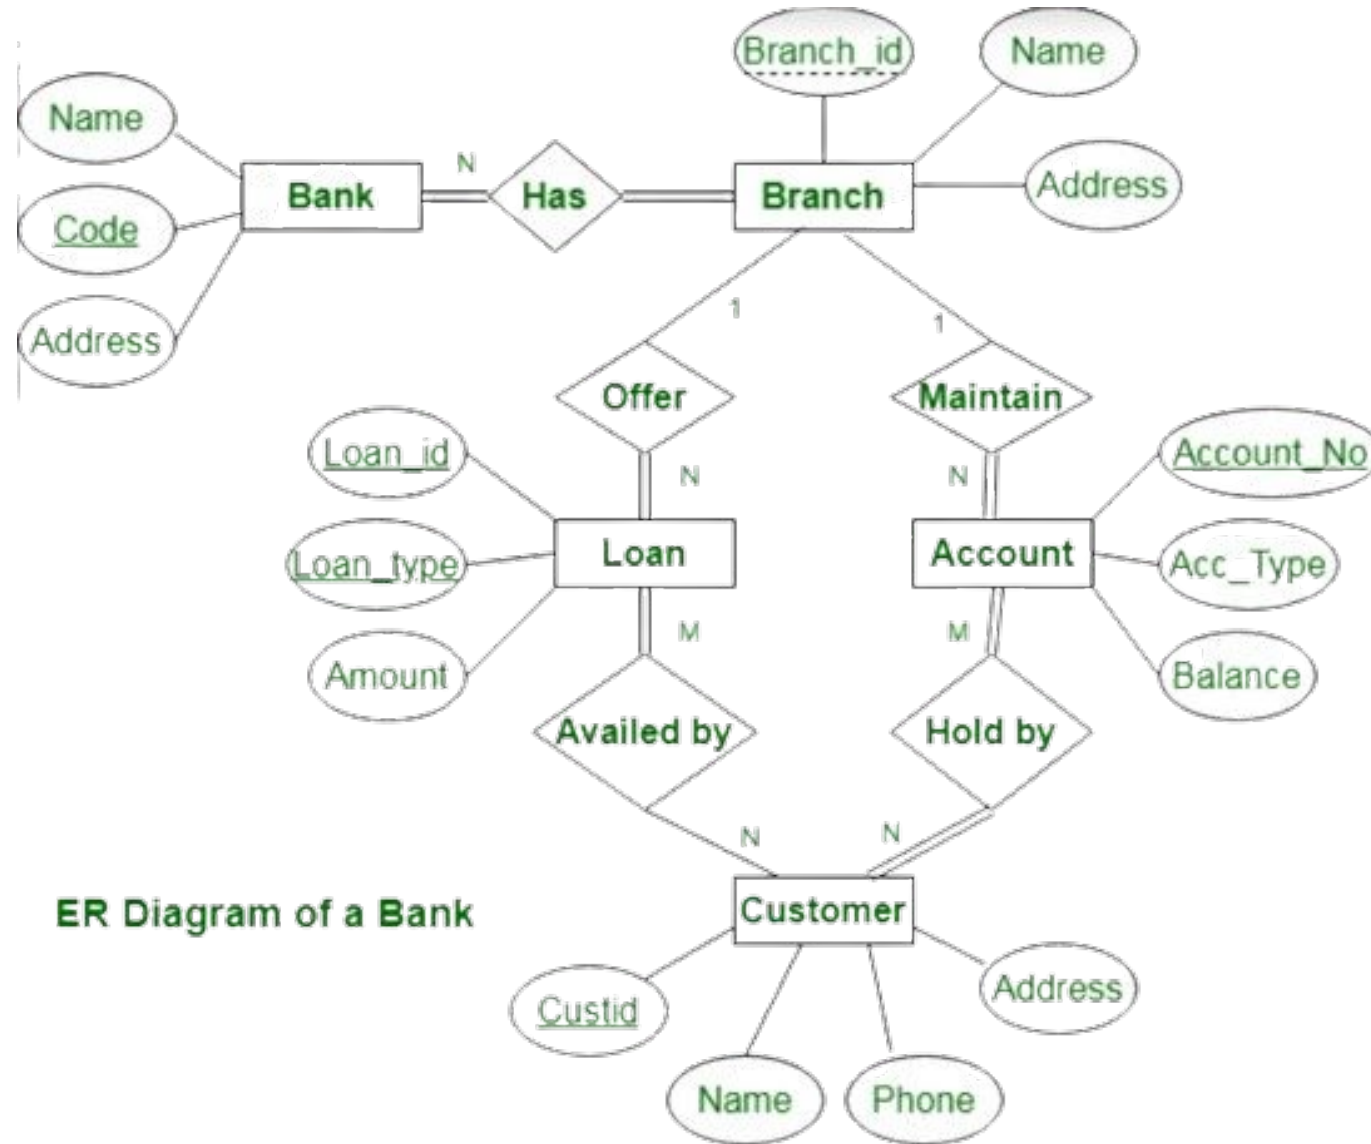 Branch_id
Name
Name
Address
N
Bank
Has
Branch
Code
Address
1
1
Offer
Maintain
Loan_id
Account_No
N
N
Loan
Account
Loan_type
Acc_Type
M
M
Amount
Balance
Availed by
Hold by
N
N
ER Diagram of a Bank
Customer
Address
Custid
Name
Phone